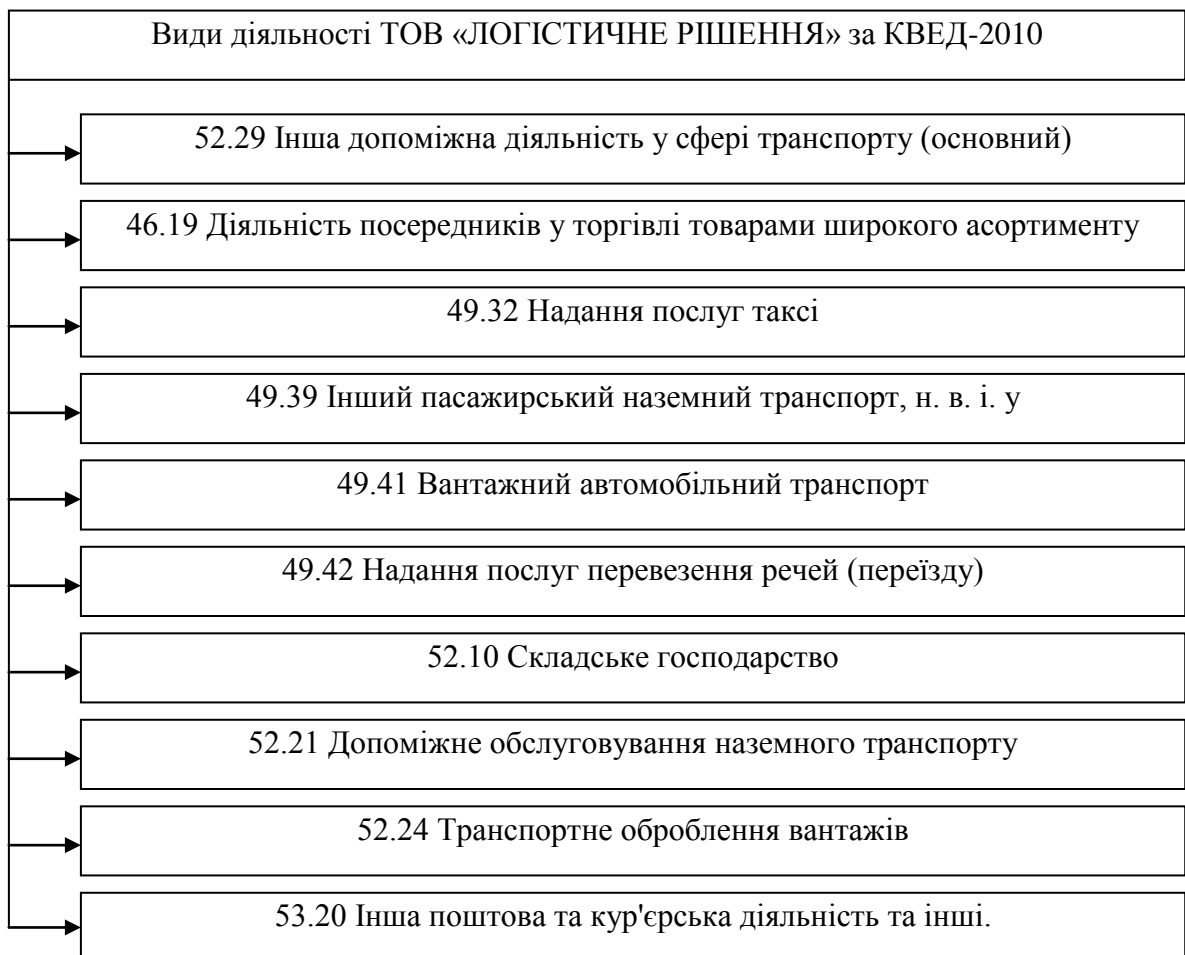 Види діяльності ТОВ «ЛОГІСТИЧНЕ РІШЕННЯ» за КВЕД-2010
52.29 Інша допоміжна діяльність у сфері транспорту (основний)
46.19 Діяльність посередників у торгівлі товарами широкого асортименту
49.32 Надання послуг таксі
49.39 Інший пасажирський наземний транспорт, н. в. і. у
49.41 Вантажний автомобільний транспорт
49.42 Надання послуг перевезення речей (переїзду)
52.10 Складське господарство
52.21 Допоміжне обслуговування наземного транспорту
52.24 Транспортне оброблення вантажів
53.20 Інша поштова та кур'єрська діяльність та інші.